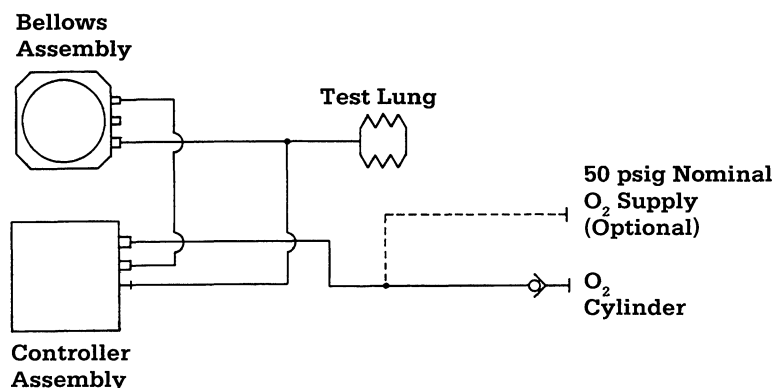 Bellows
Assembly
Test Lung
50 psig Nominal
O₂ Supply
(Optional)
O₂
Cylinder
Controller
Assembly